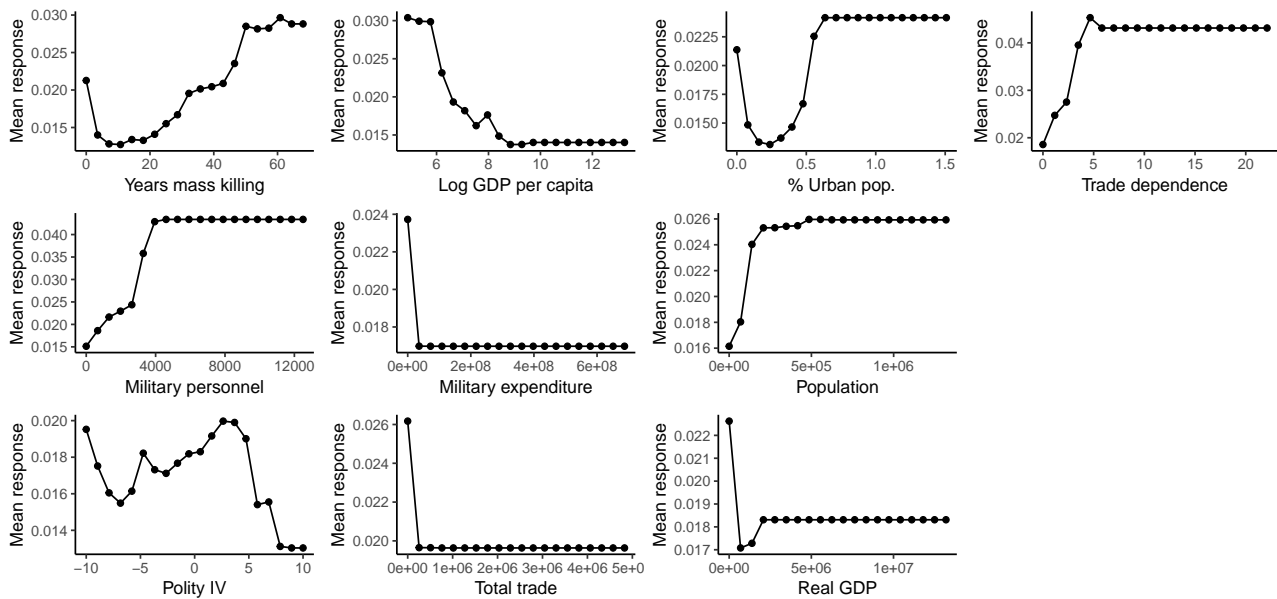 0.030
0.025
0.020
0.015
Mean response
0 20 40 60
Years mass killing
0.030
0.025
0.020
0.015
Mean response
6 8 10 12
Log GDP per capita
0.0225
0.0200
0.0175
0.0150
Mean response
0.0 0.5 1.0 1.5
% Urban pop.
0.04
0.03
0.02
Mean response
0 5 10 15 20
Trade dependence
0.040
0.035
0.030
0.025
0.020
0.015
Mean response
0 4000 8000 12000
Military personnel
0.024
0.022
0.020
0.018
Mean response
0e+00 2e+08 4e+08 6e+08
Military expenditure
0.026
0.024
0.022
0.020
0.018
0.016
Mean response
0e+00 5e+05 1e+06
Population
0.020
0.018
0.016
0.014
Mean response
−10 −5 0 5 10
Polity IV
0.026
0.024
0.022
0.020
Mean response
0e+00 1e+06 2e+06 3e+06 4e+06 5e+0
Total trade
0.022
0.021
0.020
0.019
0.018
0.017
Mean response
0e+00 5e+06 1e+07
Real GDP